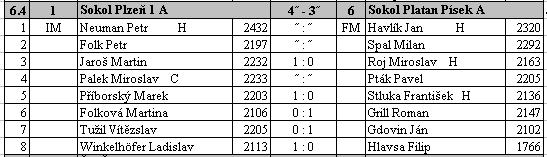 6.4 1 Sokol Plzeň 1 A 4˝ - 3˝ 6 Sokol Platan Písek A
1 IM Neuman Petr H 2432 ˝ : ˝ FM Havlík Jan H 2320
2 Folk Petr 2197 ˝ : ˝ Spal Milan 2292
3 Jaroš Martin 2232 1 : 0 Roj Miroslav H 2163
4 Palek Miroslav C 2233 ˝ : ˝ Pták Pavel 2205
5 Příborský Marek 2203 1 : 0 Stluka František H 2136
6 Folková Martina 2106 0 : 1 Grill Roman 2147
7 Tužil Vítězslav 2205 0 : 1 Gdovin Ján 2102
8 Winkelhöfer Ladislav 2113 1 : 0 Hlavsa Filip 1766